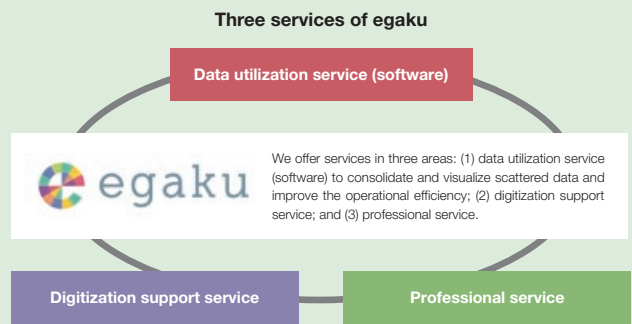 Three services of egaku
Data utilization service (software)
egaku
We offer services in three areas: (1) data utilization service
(software) to consolidate and visualize scattered data and
improve the operational efficiency; (2) digitization support
service; and (3) professional service.
Digitization support service
Professional service